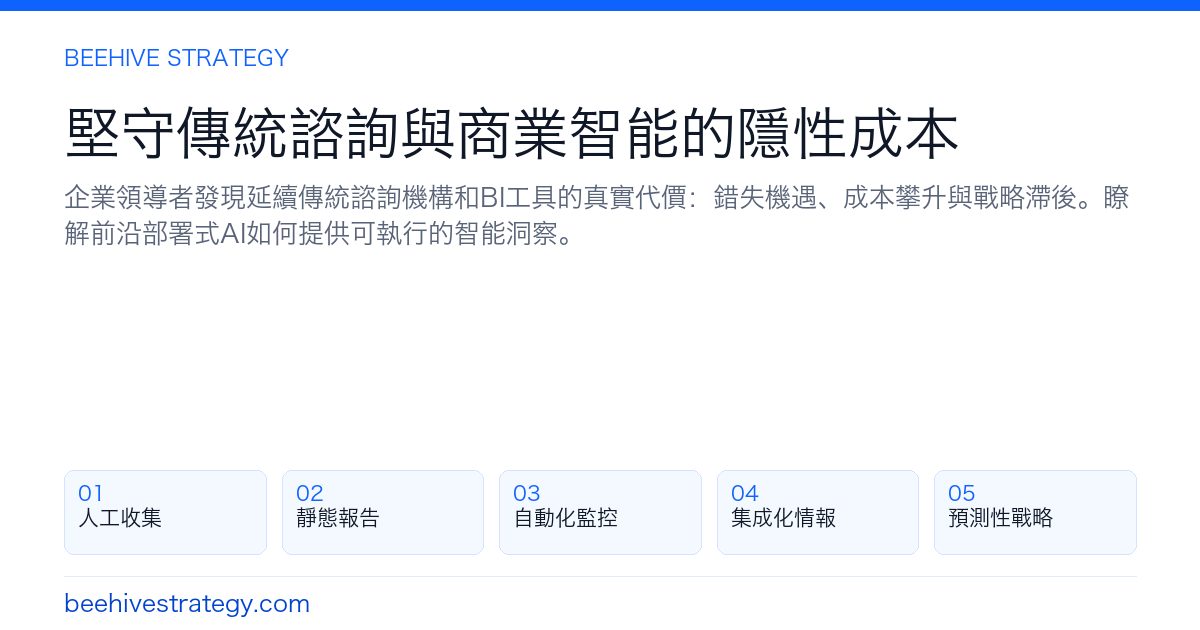 BEEHIVE STRATEGY
堅守傳統諮詢與商業智能的隱性成本
企業領導者發現延續傳統諮詢機構和BI工具的真實代價：錯失機遇、成本攀升與戰略滯後。瞭
解前沿部署式AI如何提供可執行的智能洞察。
01
人工收集
02
靜態報告
03
自動化監控
04
集成化情報
05
預測性戰略
beehivestrategy.com